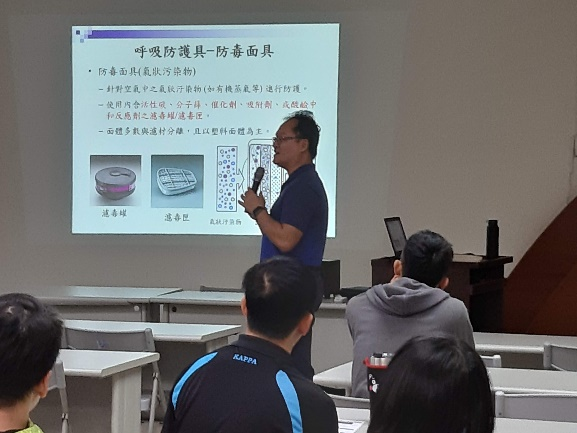 呼吸防護具-防毒面具
• 防毒面具(氣狀污染物)
– 針對空氣中之氣狀污染物(如有機蒸氣等)進行防護。
– 使用內含活性碳、分子篩、催化劑、吸附劑、或酸鹼中
和反應劑之濾毒罐/濾毒匣。
– 面體多數與濾材分離，且以塑料面體為主。
濾毒罐
濾毒匣
氣狀污染物
KAPPA